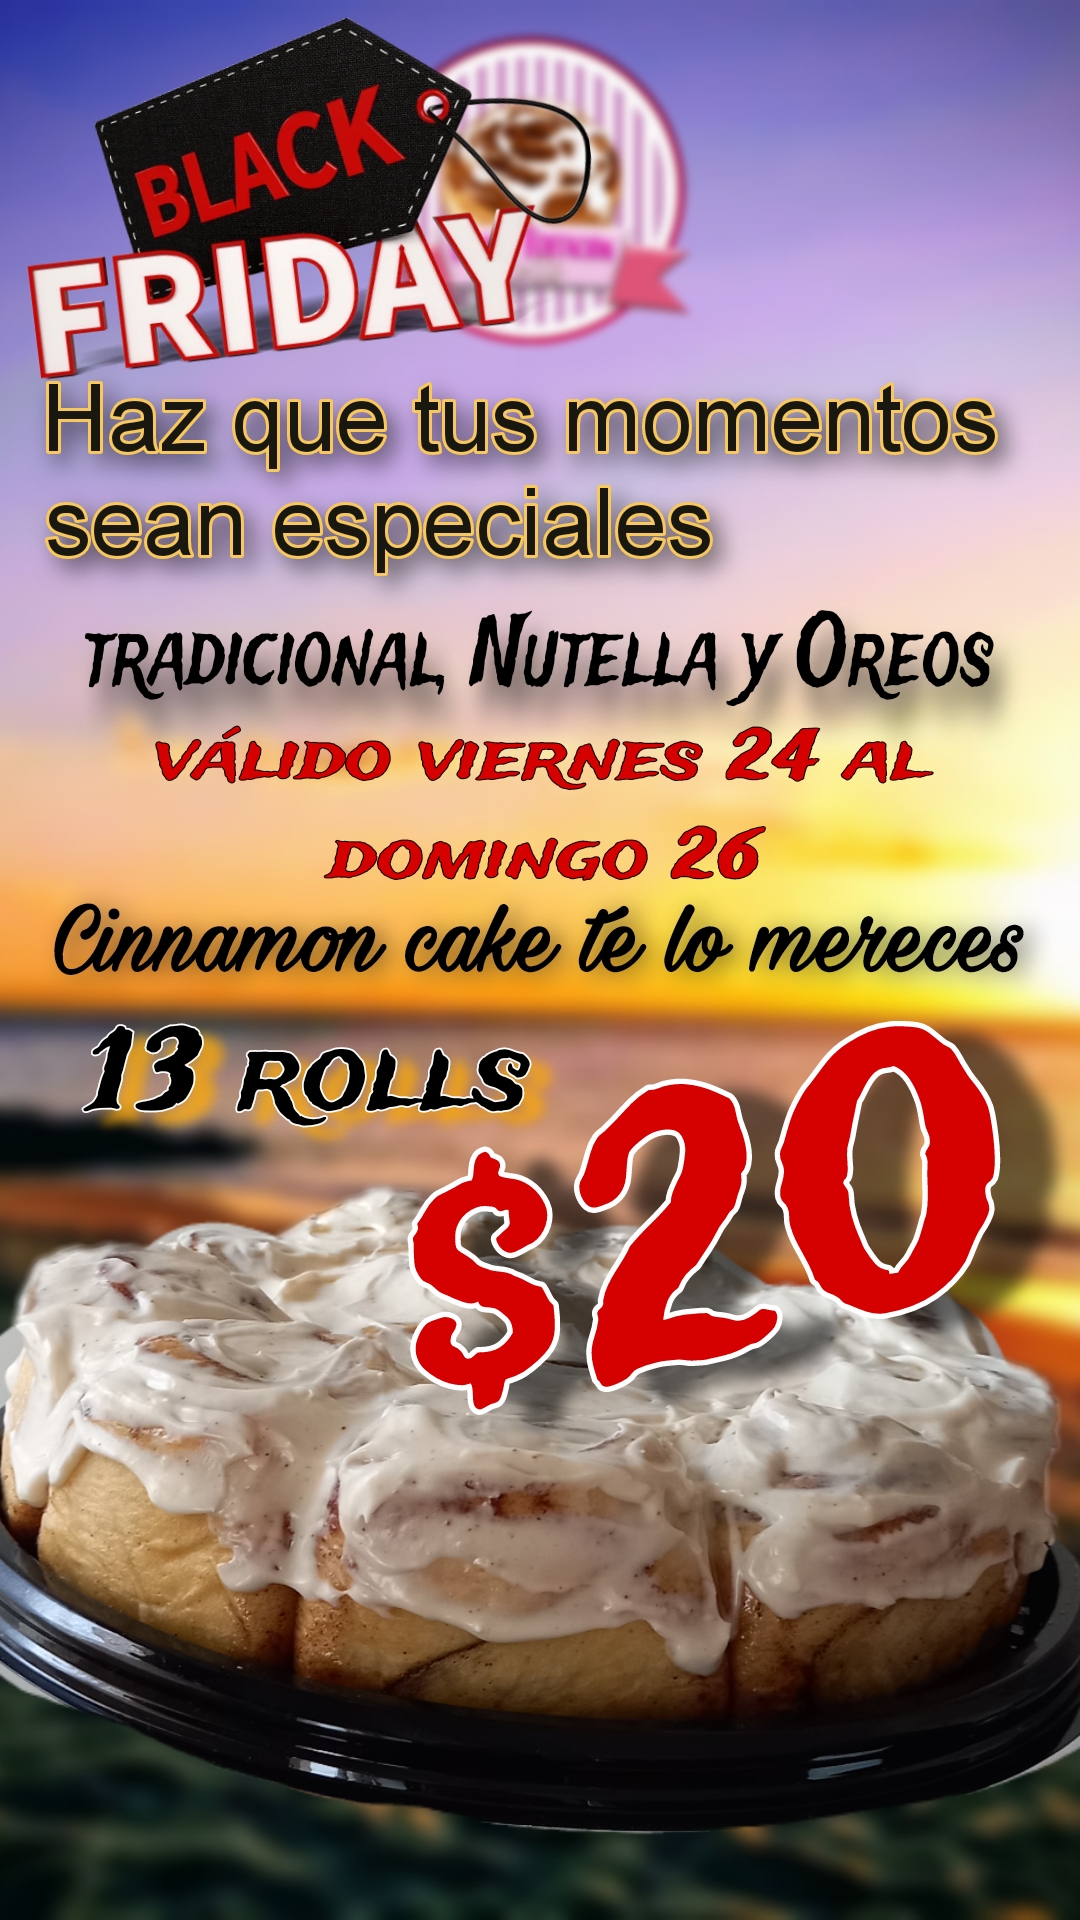 BLACK
FRIDAY
Haz que tus momentos
sean especiales
TRADICIONAL, NUTELLA Y OREOS
VÁLIDO VIERNES 24 AL
DOMINGO 26
Cinnamon cake te lo mereces
13 ROLLS
$20